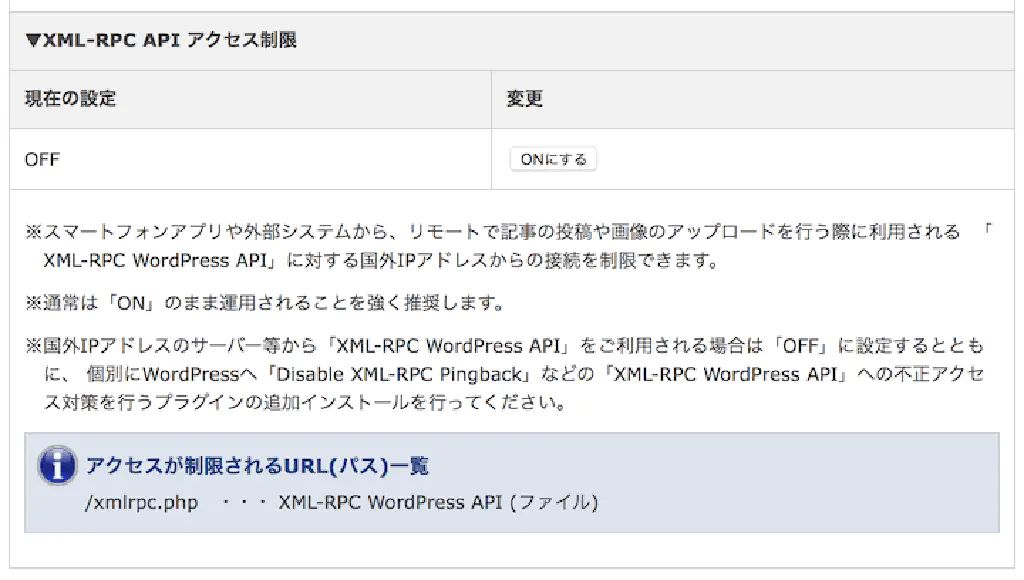 ▼XML-RPC API アクセス制限
現在の設定
変更
OFF
ONにする
※スマートフォンアプリや外部システムから、リモートで記事の投稿や画像のアップロードを行う際に利用される 「
XML-RPC WordPress API」に対する国外IPアドレスからの接続を制限できます。
※通常は「ON」のまま運用されることを強く推奨します。
※国外IPアドレスのサーバー等から「XML-RPC WordPress API」をご利用される場合は「OFF」に設定するととも
に、 個別にWordPressへ「Disable XML-RPC Pingback」などの「XML-RPC WordPress API」への不正アクセ
ス対策を行うプラグインの追加インストールを行ってください。
アクセスが制限されるURL(パス)一覧
/xmlrpc.php ・・・ XML-RPC WordPress API (ファイル)